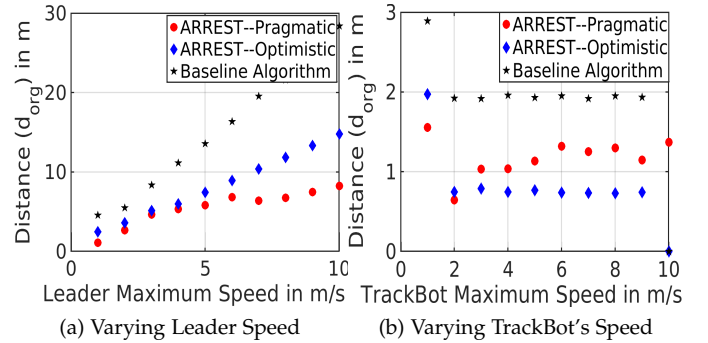 ARREST--Pragmatic
ARREST--Optimistic
Baseline Algorithm
30
20
10
0
0
5
10
Distance (d_org) in m
Leader Maximum Speed in m/s
(a) Varying Leader Speed
ARREST--Pragmatic
ARREST--Optimistic
Baseline Algorithm
3
2
1
0
0
2
4
6
8
10
Distance (d_org) in m
TrackBot Maximum Speed in m/s
(b) Varying TrackBot's Speed